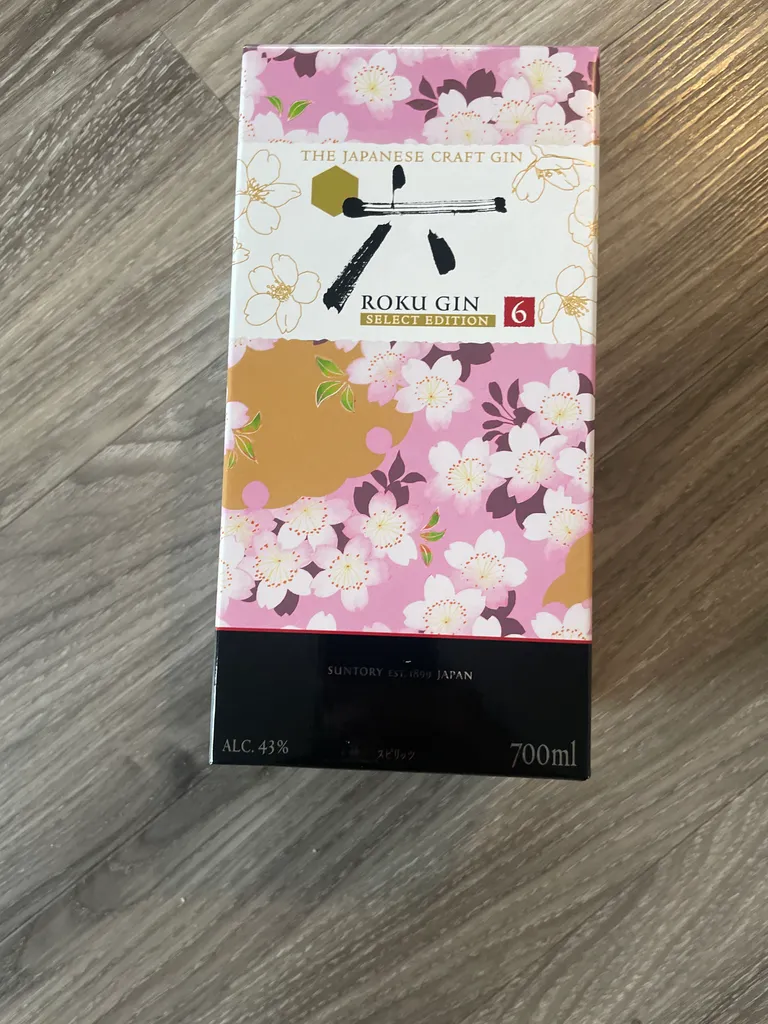 THE JAPANESE CRAFT GIN
六
ROKU GIN
SELECT EDITION
6
SUNTORY EST. 1899 JAPAN
ALC. 43%
スピリッツ
700ml